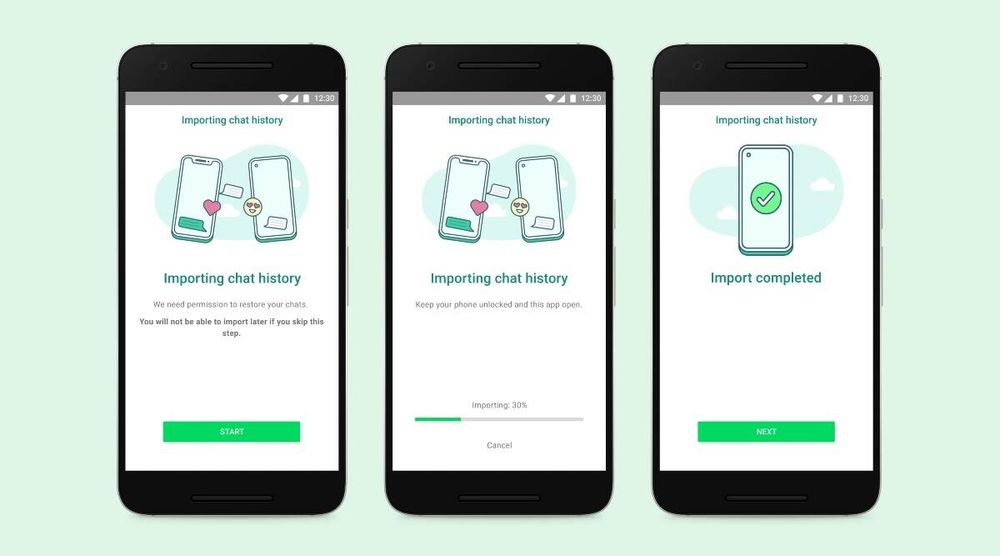 12:30
Importing chat history
Importing chat history
We need permission to restore your chats.
You will not be able to import later if you skip this
step.
START
12:30
Importing chat history
Importing chat history
Keep your phone unlocked and this app open.
Importing: 30%
Cancel
12:30
Importing chat history
Import completed
NEXT